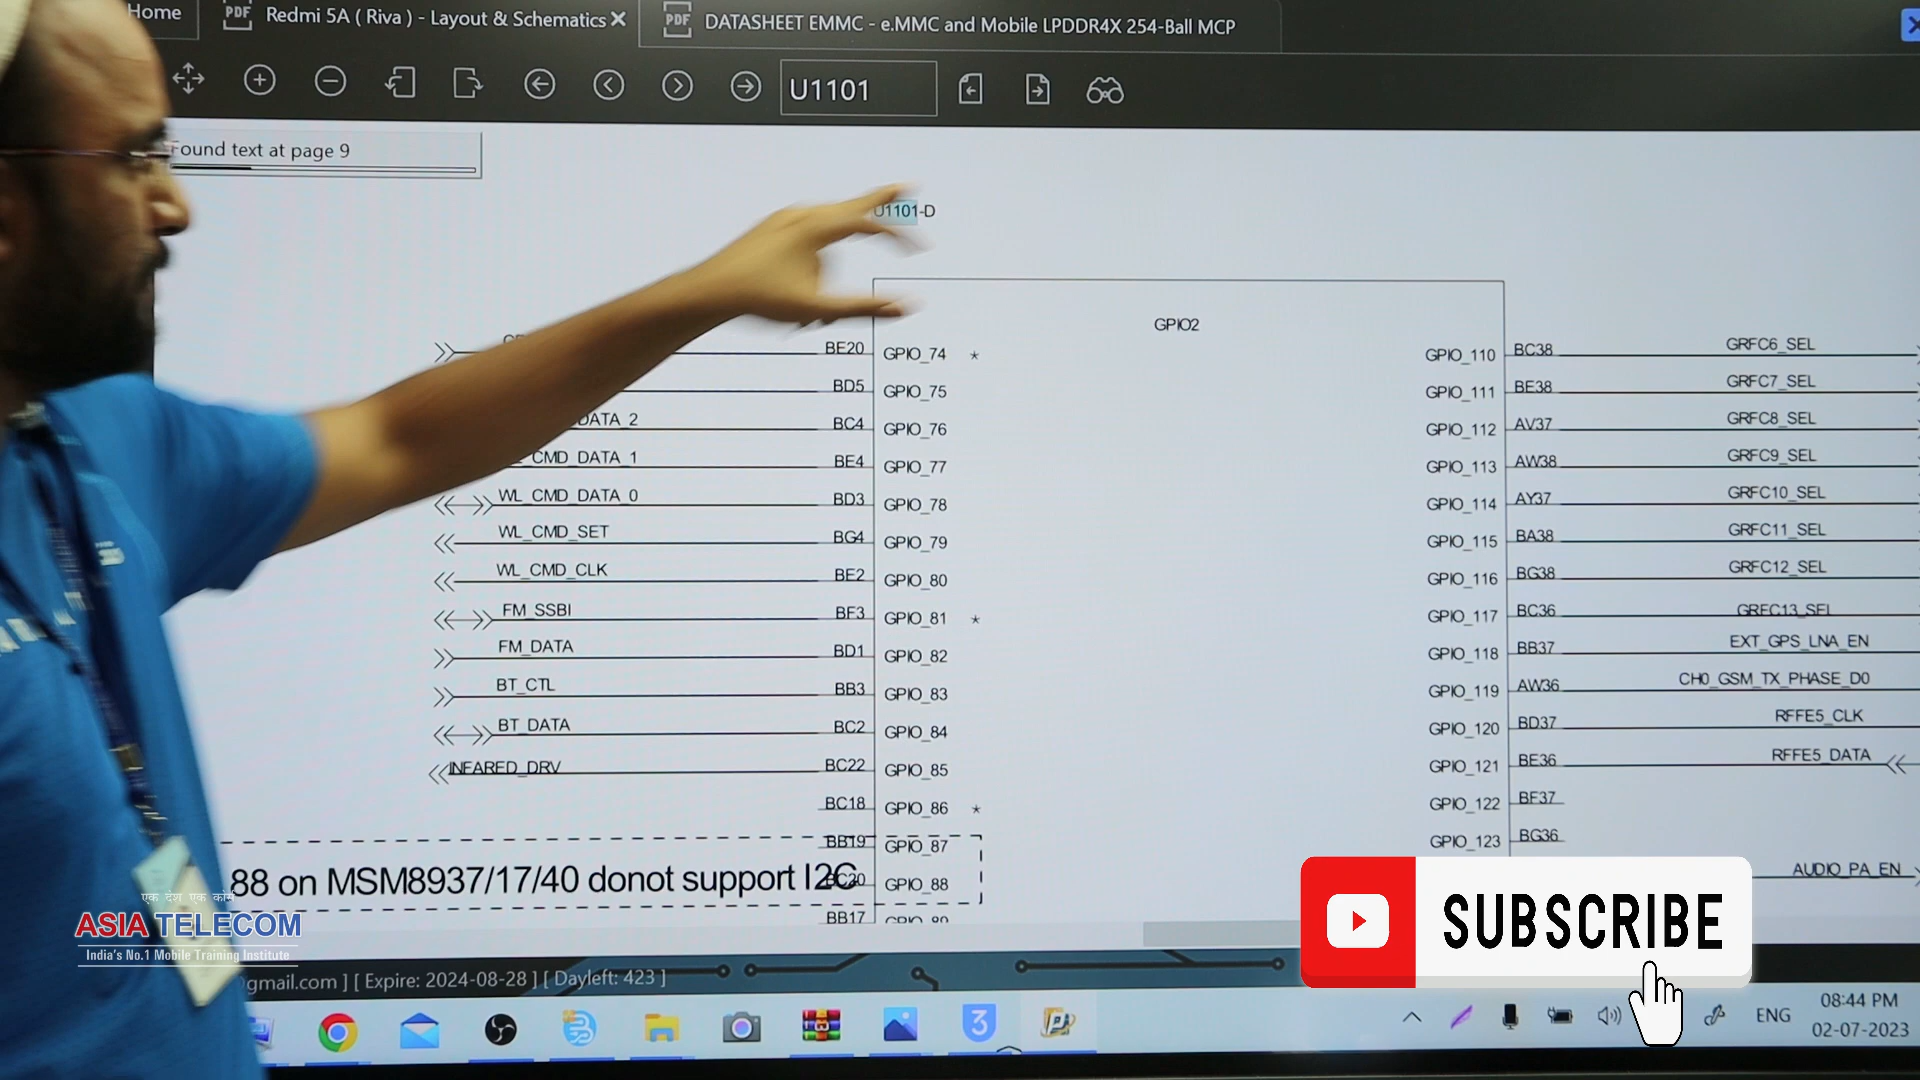 Home
PDF Redmi 5A ( Riva ) - Layout & Schematics
PDF DATASHEET EMMC - e.MMC and Mobile LPDDR4X 254-Ball MCP
U1101
Found text at page 9
U1101-D
GPIO2
BE20 GPIO_74 *
BD5 GPIO_75
DATA_2 BC4 GPIO_76
CMD_DATA_1 BE4 GPIO_77
WL_CMD_DATA_0 BD3 GPIO_78
WL_CMD_SET BG4 GPIO_79
WL_CMD_CLK BE2 GPIO_80
FM_SSBI BF3 GPIO_81 *
FM_DATA BD1 GPIO_82
BT_CTL BB3 GPIO_83
BT_DATA BC2 GPIO_84
INFARED_DRV BC22 GPIO_85
BC18 GPIO_86 *
BB19 GPIO_87
88 on MSM8937/17/40 donot support I2C
GPIO_88
BB17 GPIO_89
GPIO_110 BC38 GRFC6_SEL
GPIO_111 BE38 GRFC7_SEL
GPIO_112 AV37 GRFC8_SEL
GPIO_113 AW38 GRFC9_SEL
GPIO_114 AY37 GRFC10_SEL
GPIO_115 BA38 GRFC11_SEL
GPIO_116 BG38 GRFC12_SEL
GPIO_117 BC36 GRFC13_SEL
GPIO_118 BB37 EXT_GPS_LNA_EN
GPIO_119 AW36 CH0_GSM_TX_PHASE_D0
GPIO_120 BD37 RFFE5_CLK
GPIO_121 BE36 RFFE5_DATA
GPIO_122 BF37
GPIO_123 BG36
AUDIO_PA_EN
SUBSCRIBE
एक देश एक कोर्स
ASIA TELECOM
India's No.1 Mobile Training Institute
@gmail.com ] [ Expire: 2024-08-28 ] [ Dayleft: 423 ]
3
ENG
08:44 PM
02-07-2023